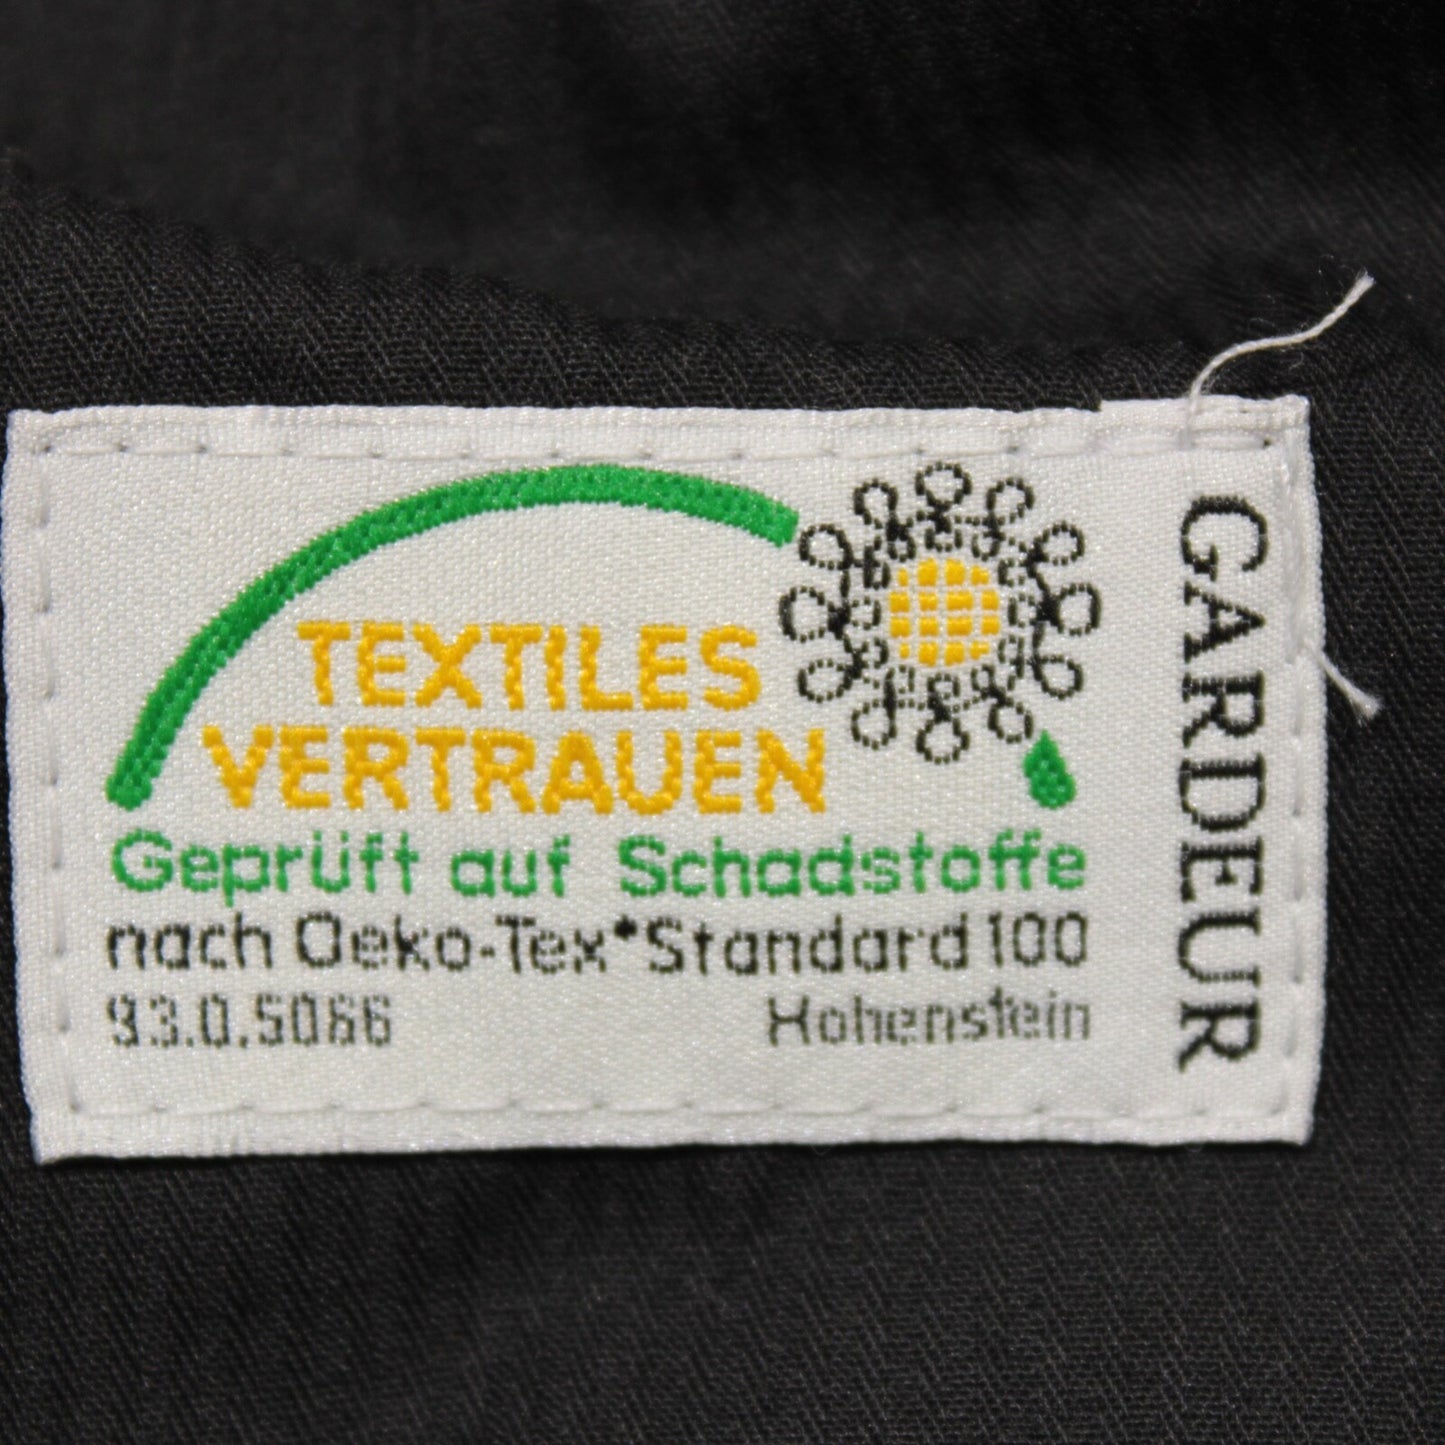 TEXTILES
VERTRAUEN
Geprüft auf Schadstoffe
nach Oeko-Tex*Standard 100
93.0.5066 Hohenstein
GARDEUR